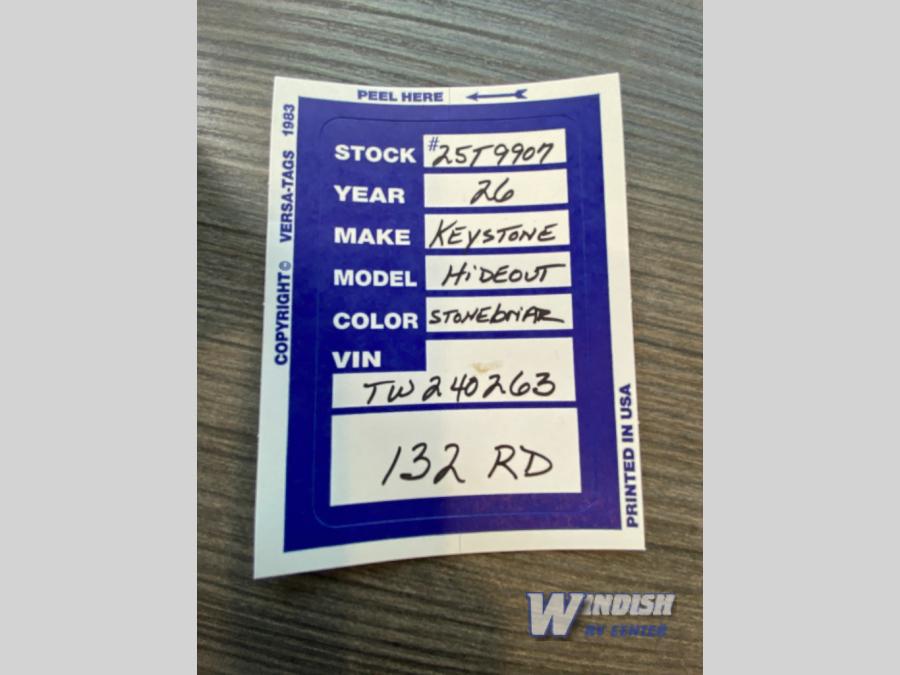 PEEL HERE
COPYRIGHT© VERSA-TAGS 1983
STOCK #25T9907
YEAR 26
MAKE KEYSTONE
MODEL HiDEOUT
COLOR STONEbriAR
VIN
TW240263
132 RD
PRINTED IN USA
WINDISH
RV CENTER